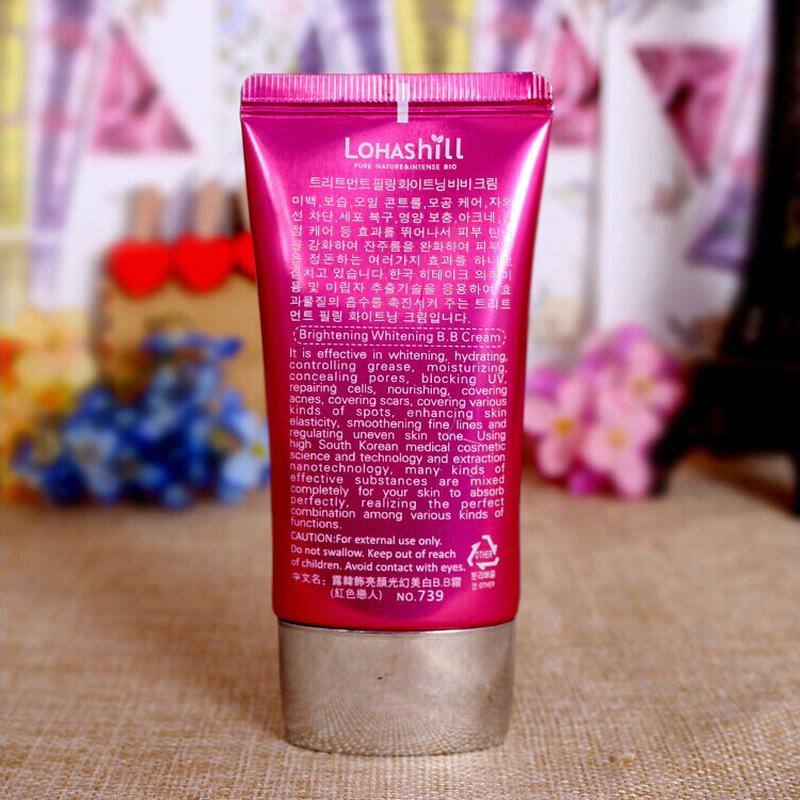 LOHAShill
PURE NATURE&INTENSE BIO
트리트먼트 필링 화이트닝 비비 크림
미백,보습,오일 콘트롤,모공 케어,자외
선 차단,세포 복구,영양 보충,아크네,
점 케어 등 효과를 뛰어나서 피부 탄
강화하여 잔주름을 완화하여 피부
정돈하는 여러가지 효과를 하나로
있습니다.한국 히테이크 의학미
용 및 미립자 추출기술을 응용하여 효
과물질의 흡수를 촉진시켜 주는 트리트
먼트 필링 화이트닝 크림입니다.
Brightening Whitening B.B Cream
It is effective in whitening, hydrating,
controlling grease, moisturizing,
concealing pores, blocking UV,
repairing cells, nourishing, covering
acnes, covering scars, covering various
kinds of spots, enhancing skin
elasticity, smoothening fine lines and
regulating uneven skin tone. Using
high South Korean medical cosmetic
science and technology and extraction
nanotechnology, many kinds of
effective substances are mixed
completely for your skin to absorb
perfectly, realizing the perfect
combination among various kinds of
functions.
CAUTION:For external use only.
Do not swallow. Keep out of reach
of children. Avoid contact with eyes.
OTHER
분리배출
캡 OTHER
中文名：露韓飾亮顏光幻美白B.B霜
(紅色戀人) NO.739